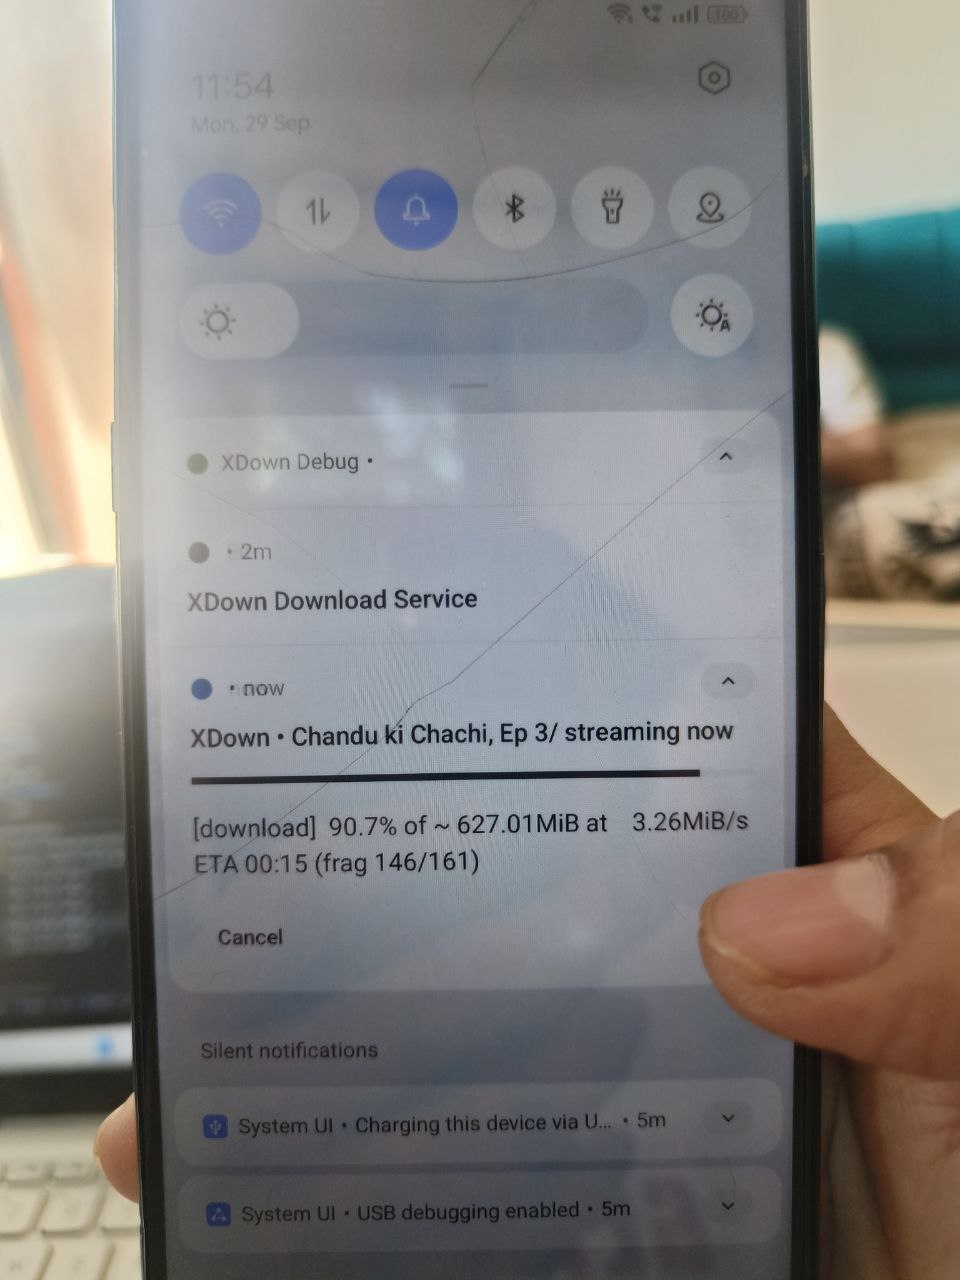 100
11:54
Mon, 29 Sep
A
XDown Debug •
• 2m
XDown Download Service
• now
XDown • Chandu ki Chachi, Ep 3/ streaming now
[download] 90.7% of ~ 627.01MiB at 3.26MiB/s
ETA 00:15 (frag 146/161)
Cancel
Silent notifications
System UI • Charging this device via U... • 5m
System UI • USB debugging enabled • 5m